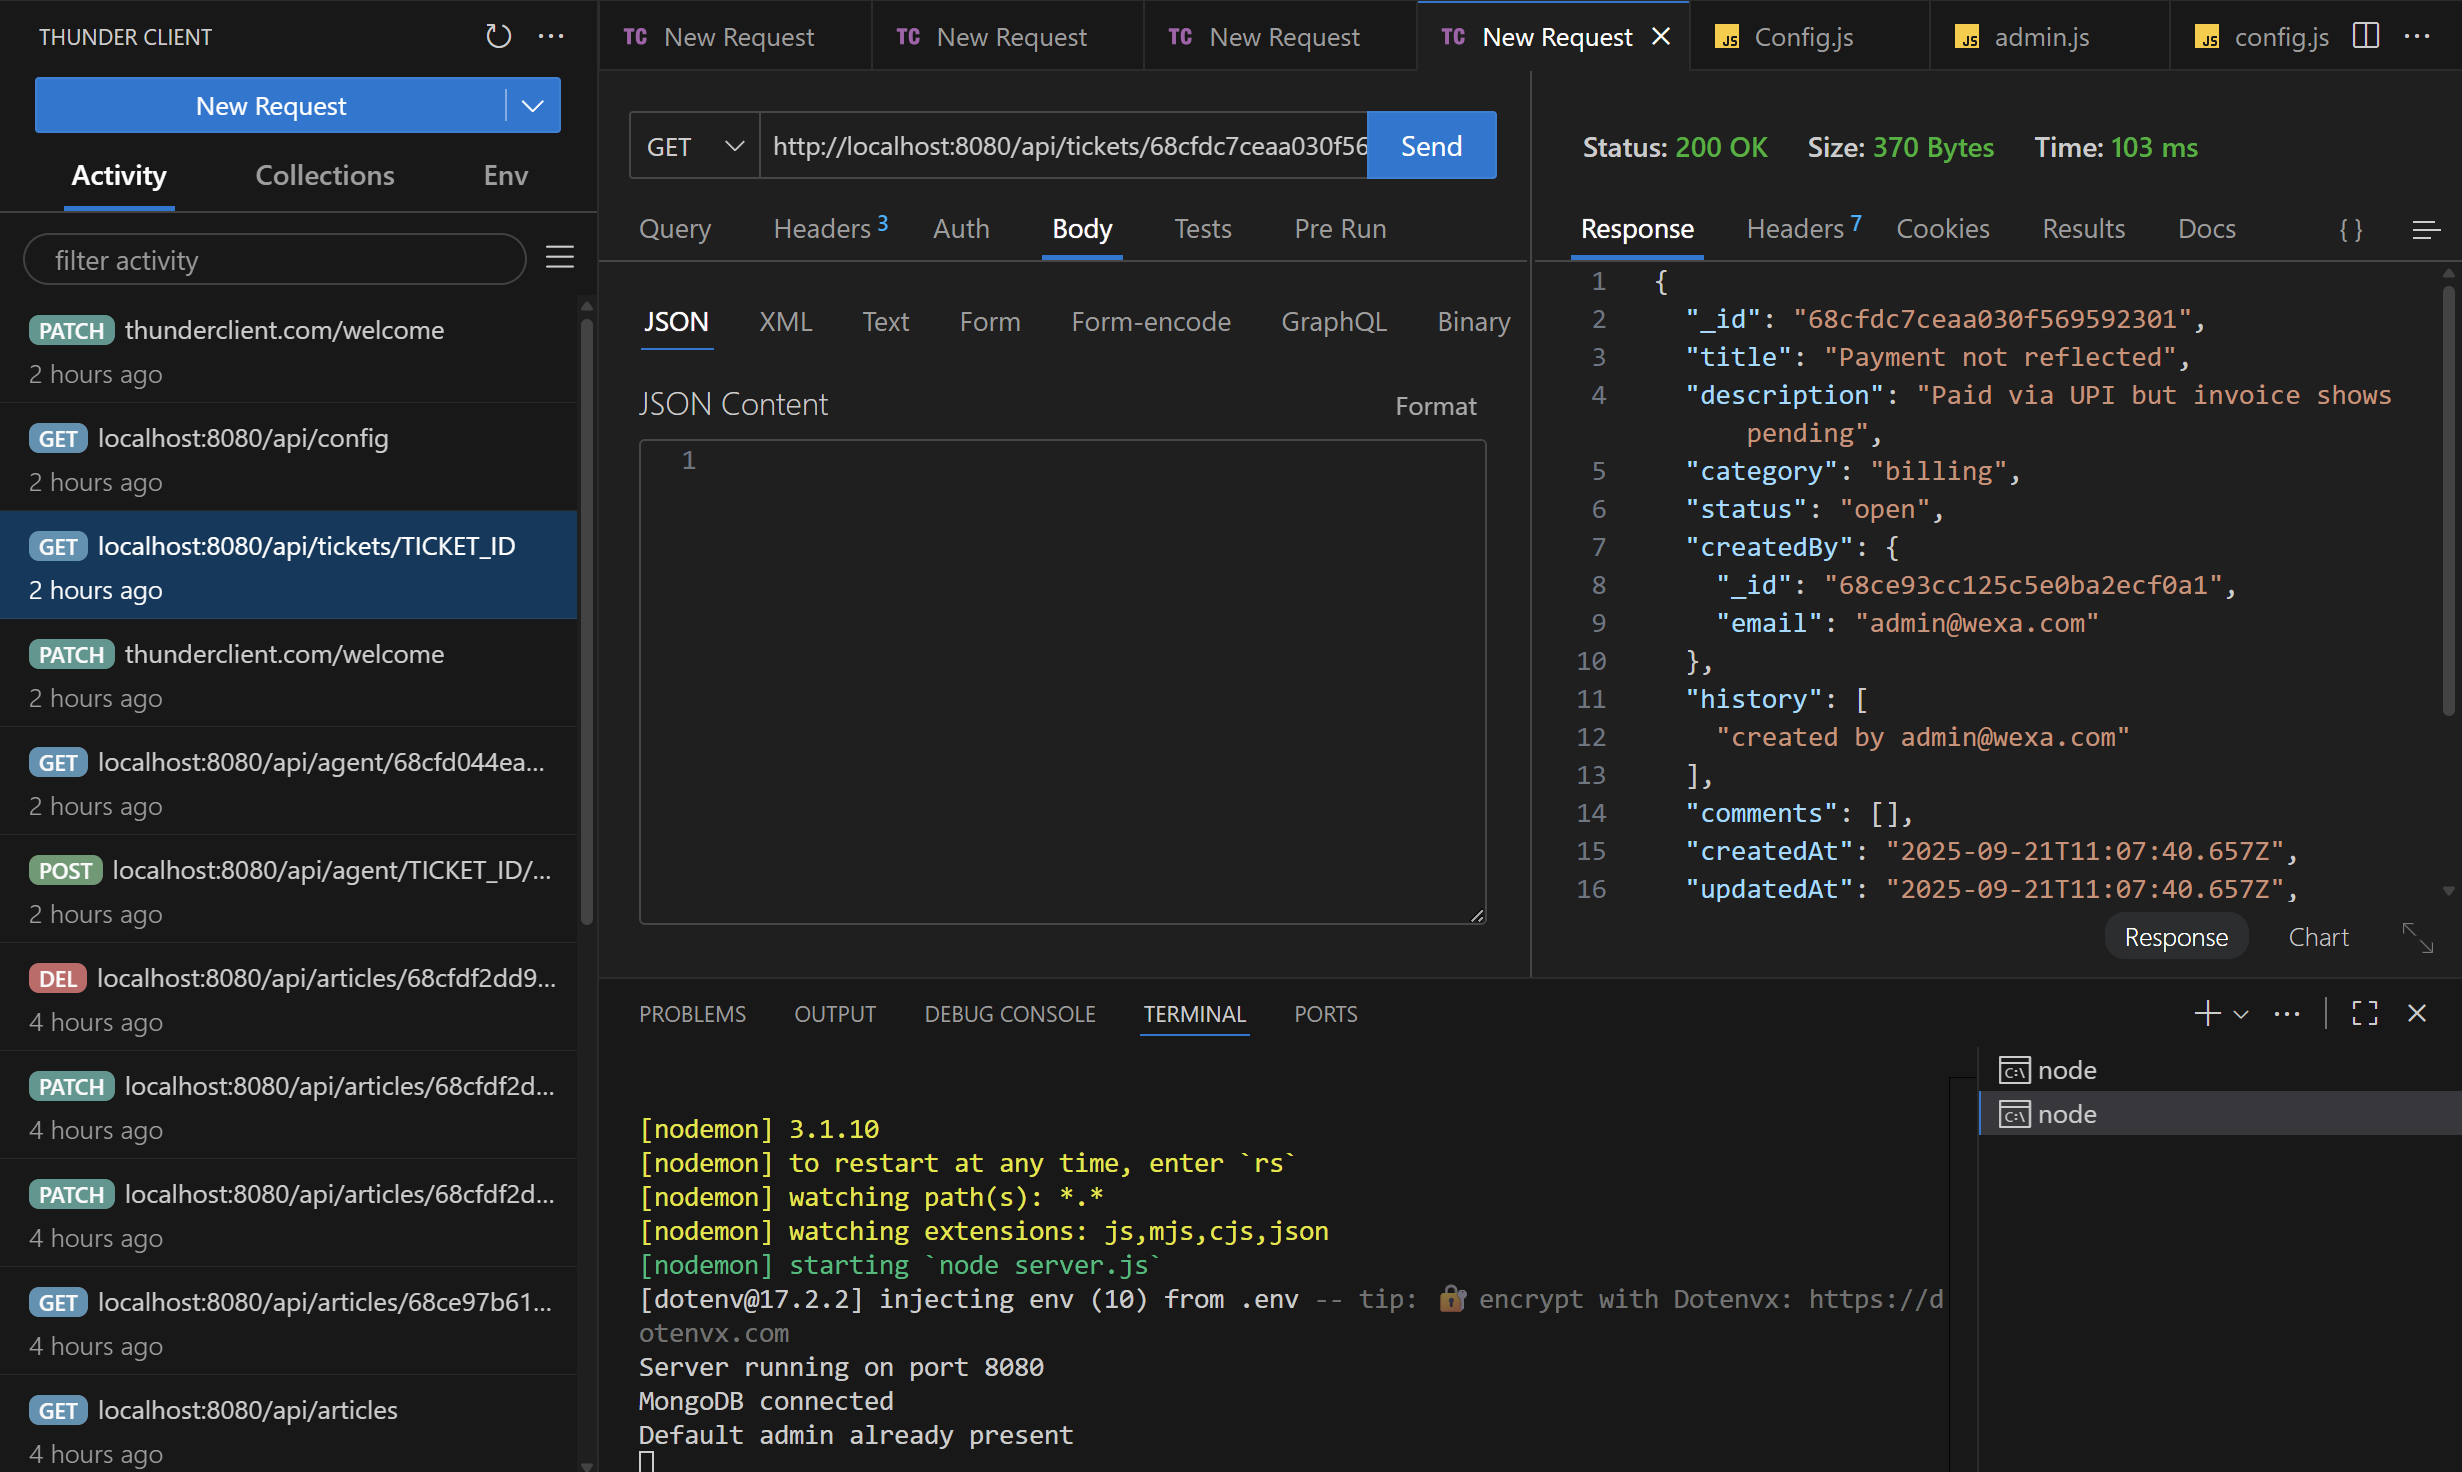 THUNDER CLIENT
New Request
Activity Collections Env
filter activity
PATCH thunderclient.com/welcome
2 hours ago
GET localhost:8080/api/config
2 hours ago
GET localhost:8080/api/tickets/TICKET_ID
2 hours ago
PATCH thunderclient.com/welcome
2 hours ago
GET localhost:8080/api/agent/68cfd044ea...
2 hours ago
POST localhost:8080/api/agent/TICKET_ID/...
2 hours ago
DEL localhost:8080/api/articles/68cfdf2dd9...
4 hours ago
PATCH localhost:8080/api/articles/68cfdf2d...
4 hours ago
PATCH localhost:8080/api/articles/68cfdf2d...
4 hours ago
GET localhost:8080/api/articles/68ce97b61...
4 hours ago
GET localhost:8080/api/articles
4 hours ago
TC New Request TC New Request TC New Request TC New Request JS Config.js JS admin.js JS config.js
GET http://localhost:8080/api/tickets/68cfdc7ceaa030f56 Send
Query Headers 3 Auth Body Tests Pre Run
JSON XML Text Form Form-encode GraphQL Binary
JSON Content Format
1
Status: 200 OK Size: 370 Bytes Time: 103 ms
Response Headers 7 Cookies Results Docs { }
1 {
2 "_id": "68cfdc7ceaa030f569592301",
3 "title": "Payment not reflected",
4 "description": "Paid via UPI but invoice shows
pending",
5 "category": "billing",
6 "status": "open",
7 "createdBy": {
8 "_id": "68ce93cc125c5e0ba2ecf0a1",
9 "email": "admin@wexa.com"
10 },
11 "history": [
12 "created by admin@wexa.com"
13 ],
14 "comments": [],
15 "createdAt": "2025-09-21T11:07:40.657Z",
16 "updatedAt": "2025-09-21T11:07:40.657Z",
Response Chart
PROBLEMS OUTPUT DEBUG CONSOLE TERMINAL PORTS
[nodemon] 3.1.10
[nodemon] to restart at any time, enter `rs`
[nodemon] watching path(s): *.*
[nodemon] watching extensions: js,mjs,cjs,json
[nodemon] starting `node server.js`
[dotenv@17.2.2] injecting env (10) from .env -- tip: 🔐 encrypt with Dotenvx: https://d
otenvx.com
Server running on port 8080
MongoDB connected
Default admin already present
node
node